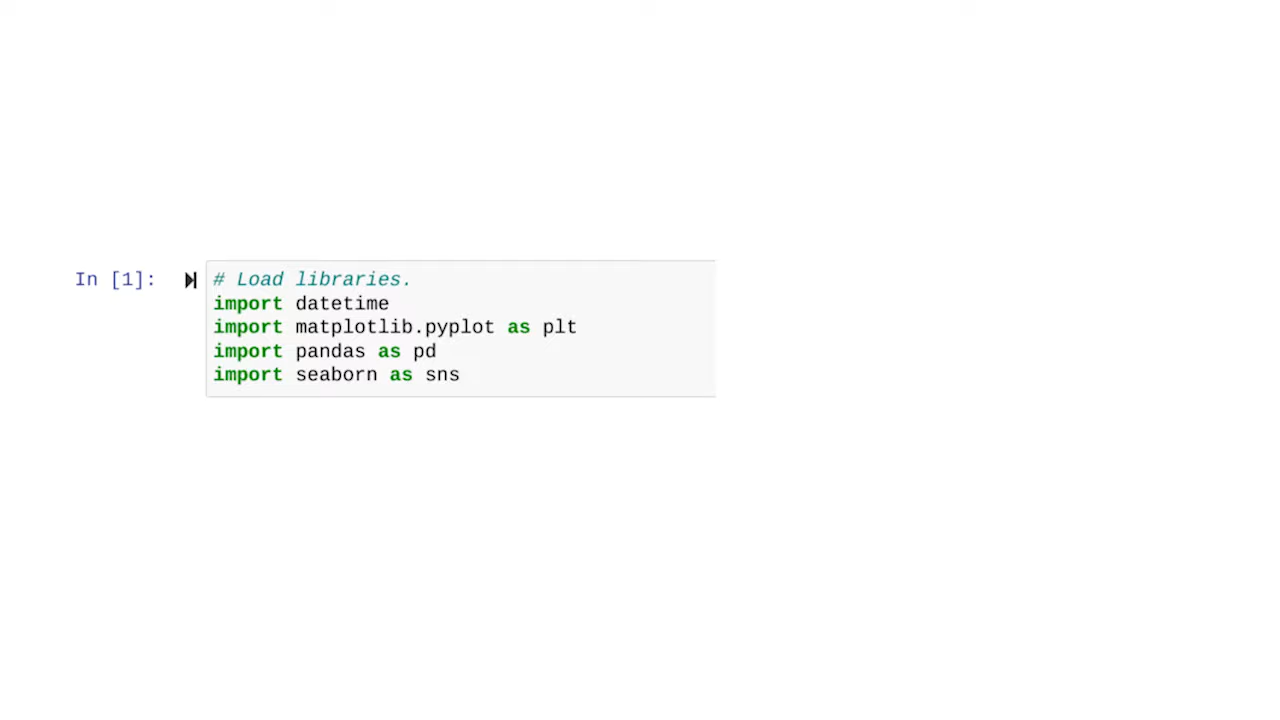 In [1]: # Load libraries.
import datetime
import matplotlib.pyplot as plt
import pandas as pd
import seaborn as sns